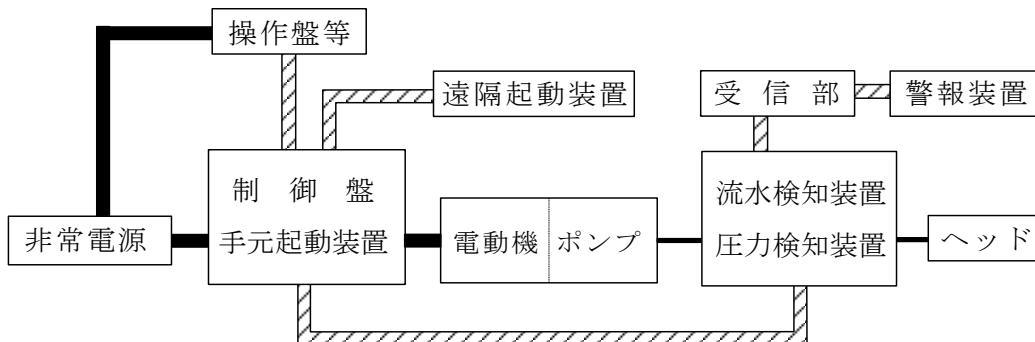 操作盤等
遠隔起動装置
受信部
警報装置
制御盤
手元起動装置
非常電源
電動機
ポンプ
流水検知装置
圧力検知装置
ヘッド